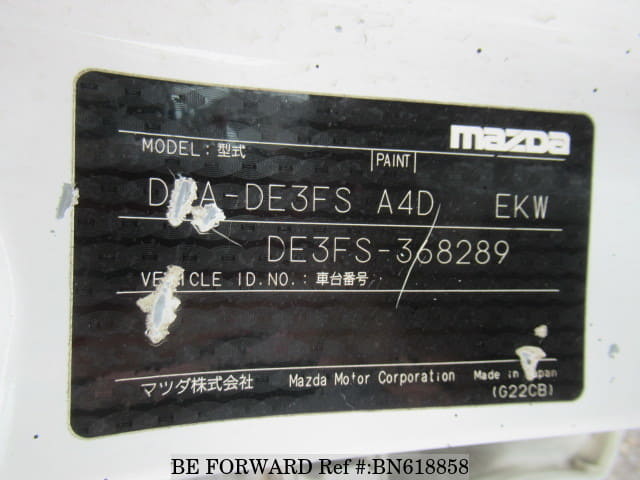 mazda
MODEL : 型式 PAINT
-DE3FS A4D EKW
DE3FS-368289
VEHICLE ID.NO. : 車台番号
マツダ株式会社 Mazda Motor Corporation Made in Japan
(G22CB)
BE FORWARD Ref #:BN618858